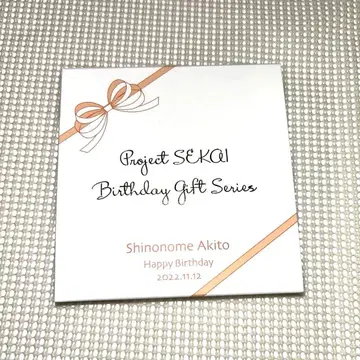 Project SEKAI
Birthday Gift Series
Shinonome Akito
Happy Birthday
2022.11.12